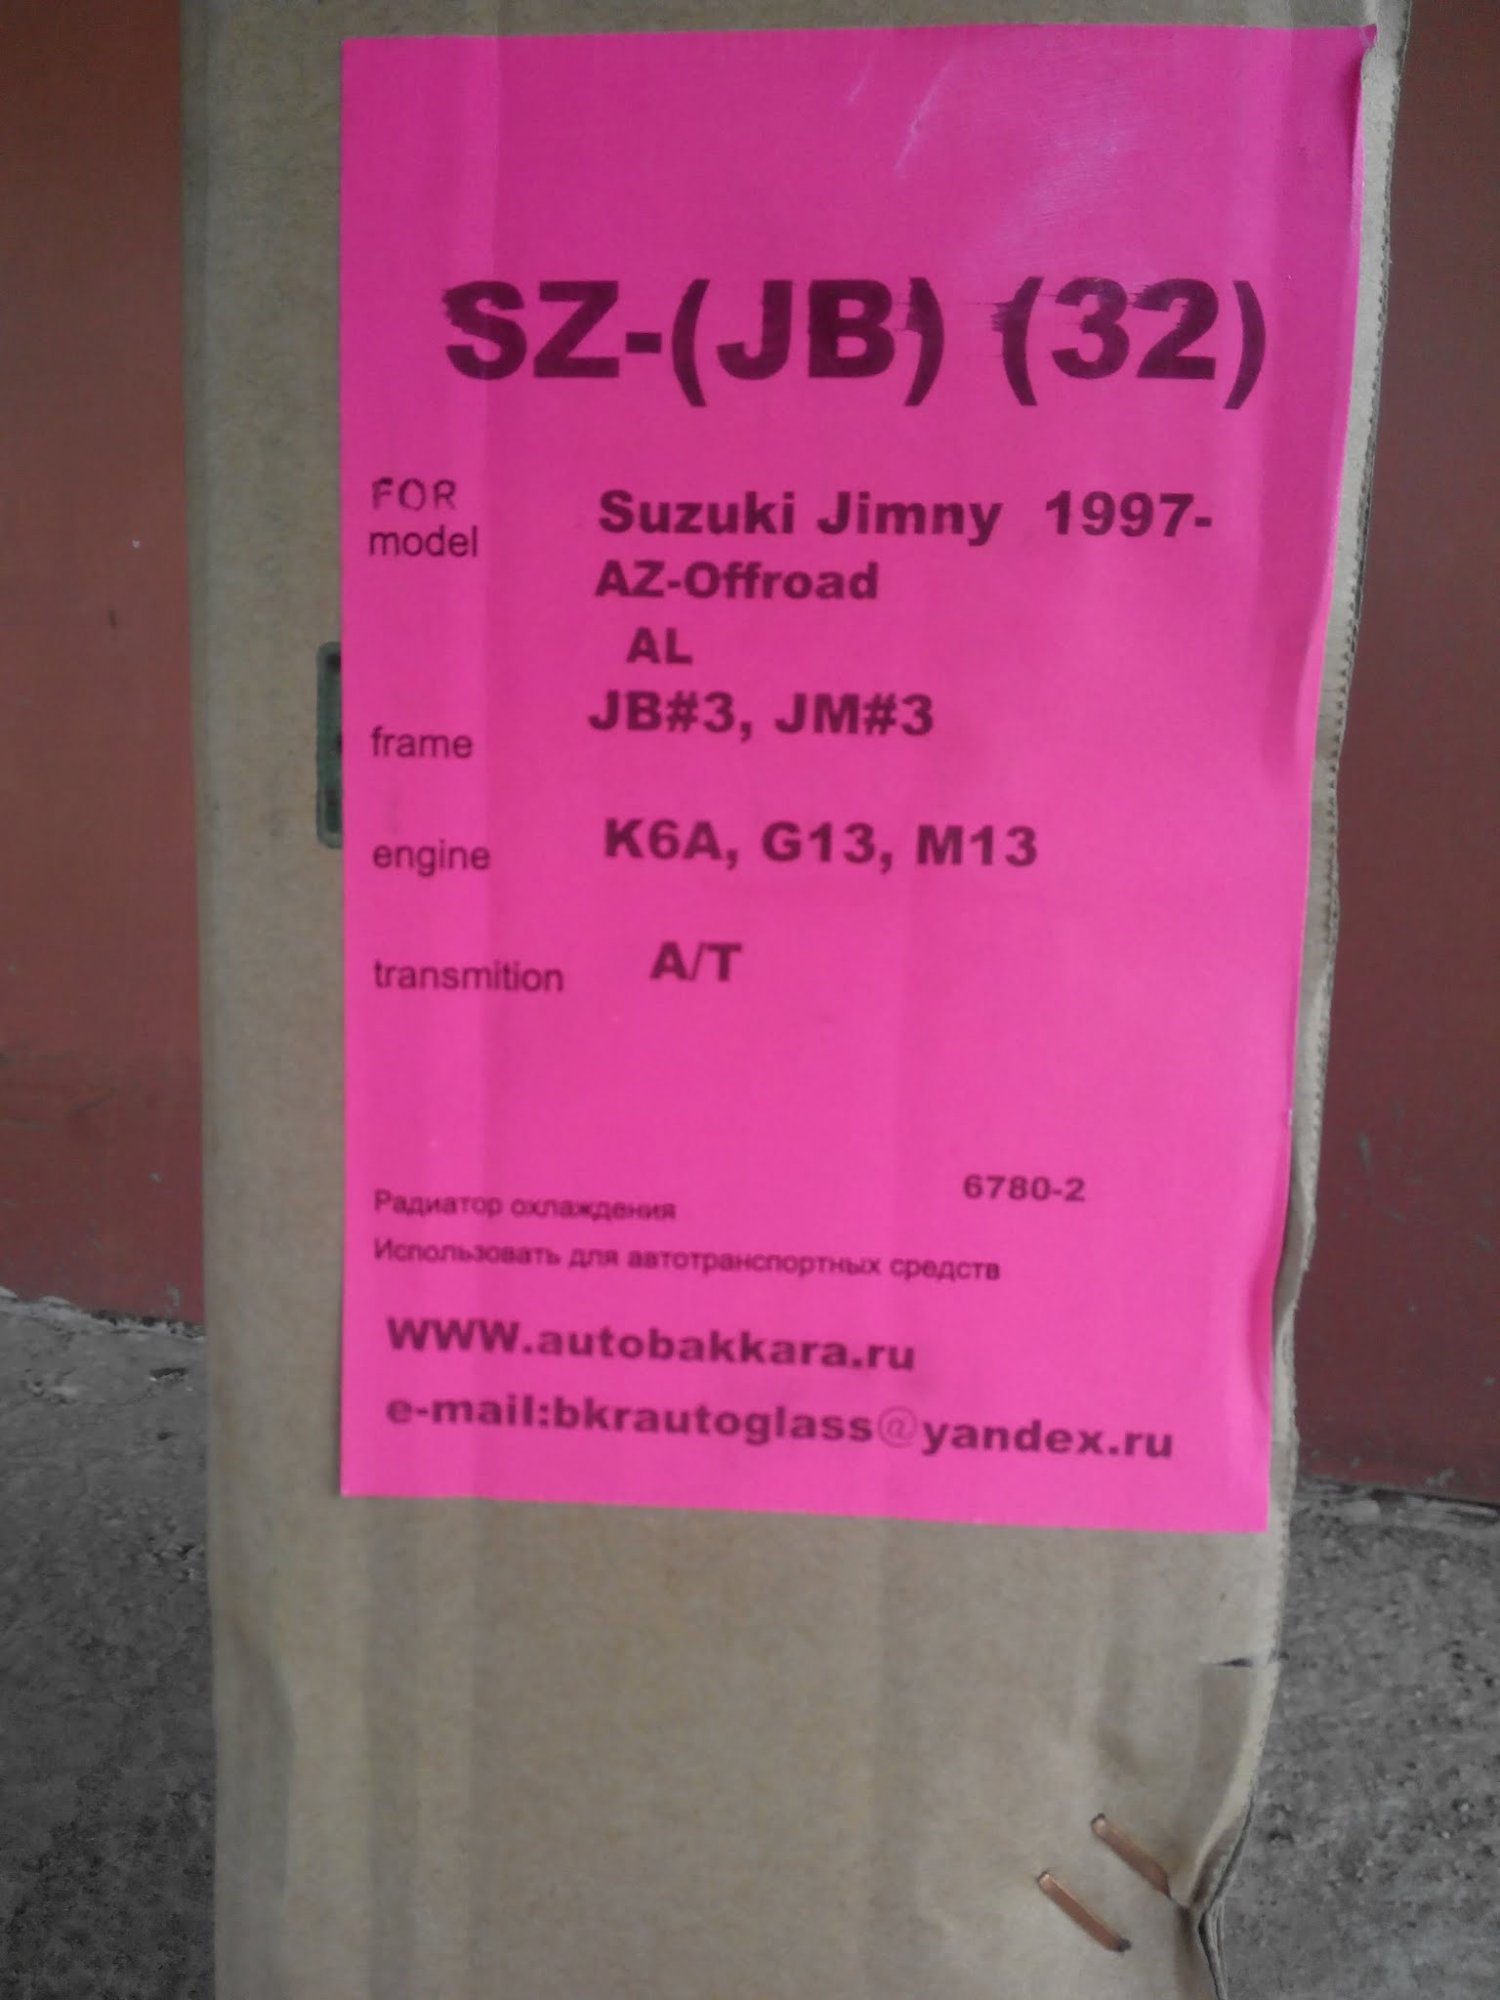 SZ-(JB) (32)
FOR
model
Suzuki Jimny 1997-
AZ-Offroad
AL
frame
JB#3, JM#3
engine
K6A, G13, M13
transmition
A/T
6780-2
Радиатор охлаждения
Использовать для автотранспортных средств
WWW.autobakkara.ru
e-mail:bkrautoglass@yandex.ru